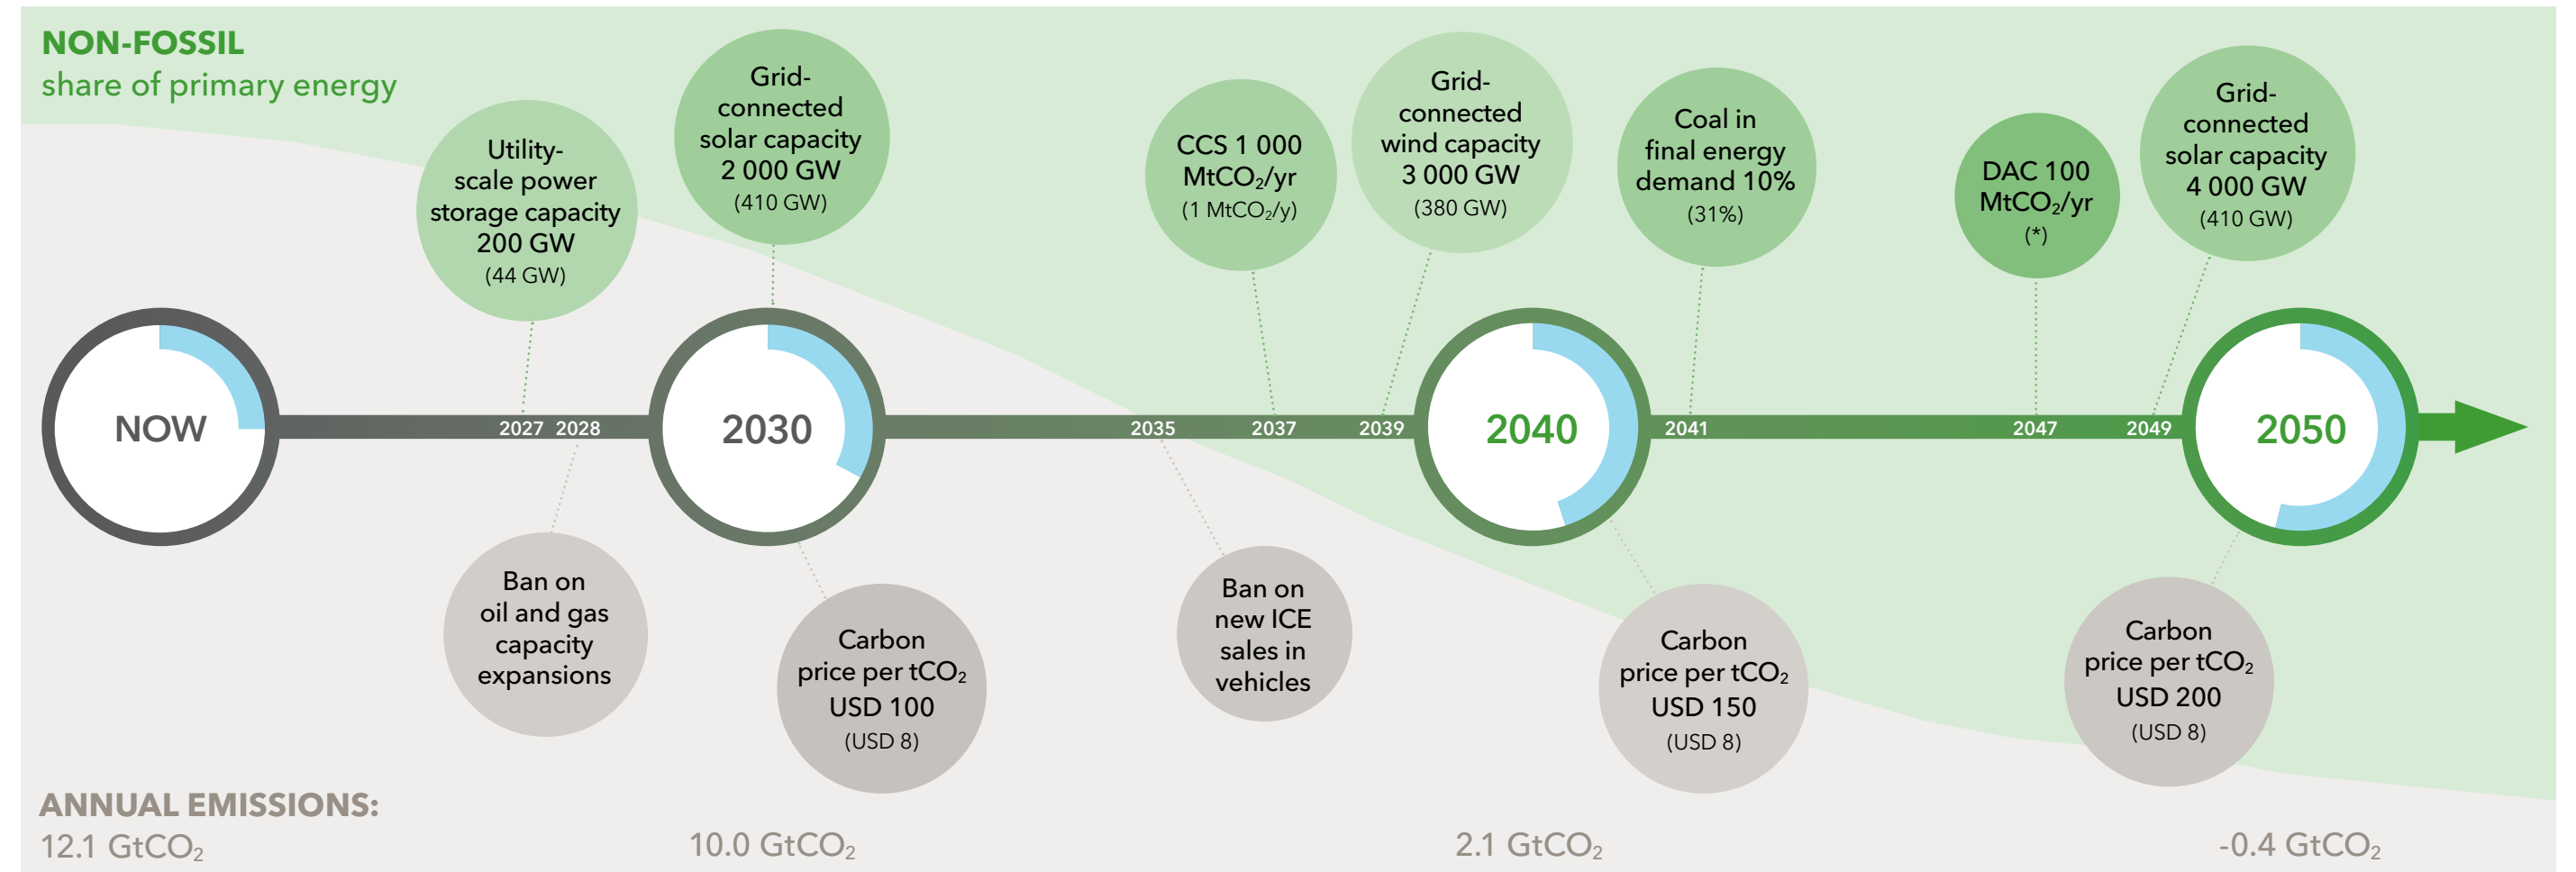 NON-FOSSIL
share of primary energy
Utility-
scale power
storage capacity
200 GW
(44 GW)
Grid-
connected
solar capacity
2 000 GW
(410 GW)
CCS 1 000
MtCO₂/yr
(1 MtCO₂/y)
Grid-
connected
wind capacity
3 000 GW
(380 GW)
Coal in
final energy
demand 10%
(31%)
DAC 100
MtCO₂/yr
(*)
Grid-
connected
solar capacity
4 000 GW
(410 GW)
NOW
2027
2028
2030
2035
2037
2039
2040
2041
2047
2049
2050
Ban on
oil and gas
capacity
expansions
Carbon
price per tCO₂
USD 100
(USD 8)
Ban on
new ICE
sales in
vehicles
Carbon
price per tCO₂
USD 150
(USD 8)
Carbon
price per tCO₂
USD 200
(USD 8)
ANNUAL EMISSIONS:
12.1 GtCO₂
10.0 GtCO₂
2.1 GtCO₂
-0.4 GtCO₂